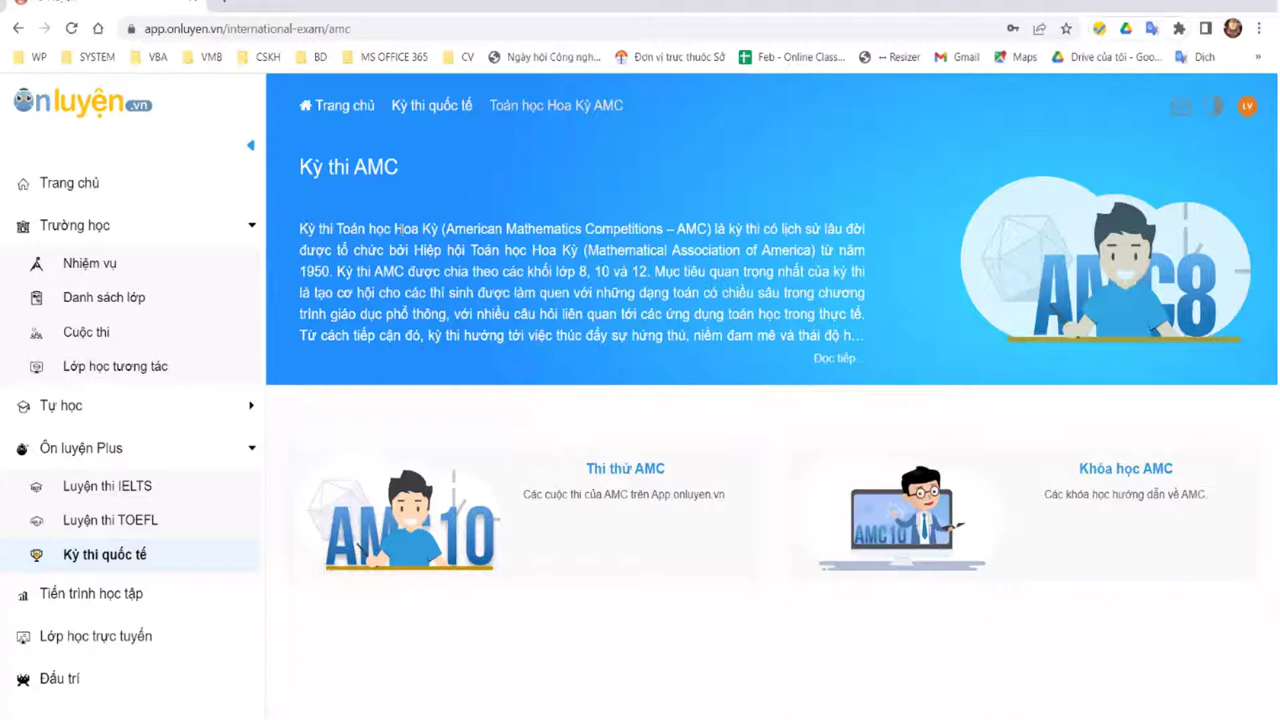 app.onluyen.vn/international-exam/amc
WP SYSTEM VBA VMB CSKH BD MS OFFICE 365 CV Ngày hội Công ngh... Đơn vị trưc thuôc Sở Feb - Online Class... -- Resizer Gmail Maps Drive của tôi - Goo... Dịch »
Ônluyện.vn
Trang chủ Kỳ thi quốc tế Toán học Hoa Kỳ AMC
LV
Trang chủ
Trường học
Nhiệm vụ
Danh sách lớp
Cuộc thi
Lớp học tương tác
Tự học
Ôn luyện Plus
Luyện thi IELTS
Luyện thi TOEFL
Kỳ thi quốc tế
Tiến trình học tập
Lớp học trực tuyến
Đấu trí
Kỳ thi AMC
Kỳ thi Toán học Hoa Kỳ (American Mathematics Competitions – AMC) là kỳ thi có lịch sử lâu đời
được tổ chức bởi Hiệp hội Toán học Hoa Kỳ (Mathematical Association of America) từ năm
1950. Kỳ thi AMC được chia theo các khối lớp 8, 10 và 12. Mục tiêu quan trọng nhất của kỳ thi
là tạo cơ hội cho các thí sinh được làm quen với những dạng toán có chiều sâu trong chương
trình giáo dục phổ thông, với nhiều câu hỏi liên quan tới các ứng dụng toán học trong thực tế.
Từ cách tiếp cận đó, kỳ thi hướng tới việc thúc đẩy sự hứng thú, niềm đam mê và thái độ h...
Đọc tiếp...
AMC8
AMC10
Thi thử AMC
Các cuộc thi của AMC trên App.onluyen.vn
AMC10
Khóa học AMC
Các khóa học hướng dẫn về AMC.